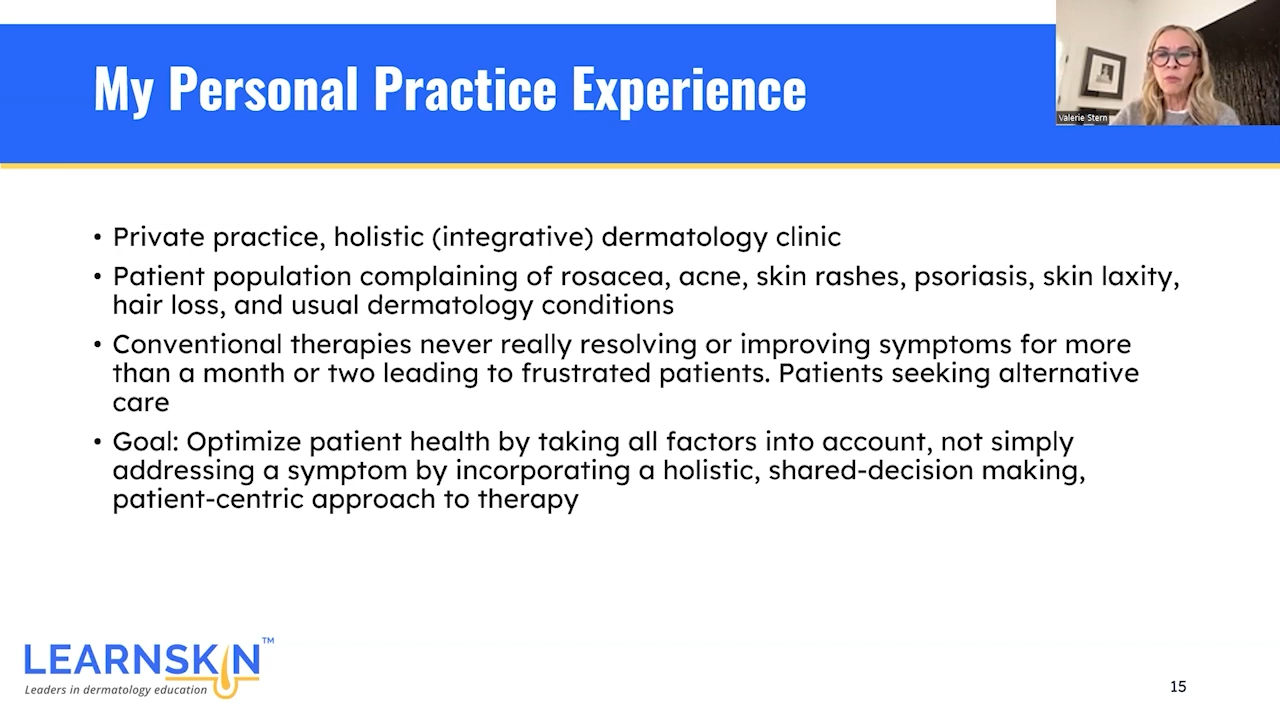 My Personal Practice Experience
Valerie Stern
• Private practice, holistic (integrative) dermatology clinic
• Patient population complaining of rosacea, acne, skin rashes, psoriasis, skin laxity,
hair loss, and usual dermatology conditions
• Conventional therapies never really resolving or improving symptoms for more
than a month or two leading to frustrated patients. Patients seeking alternative
care
• Goal: Optimize patient health by taking all factors into account, not simply
addressing a symptom by incorporating a holistic, shared-decision making,
patient-centric approach to therapy
LEARNSKIN™
Leaders in dermatology education
15